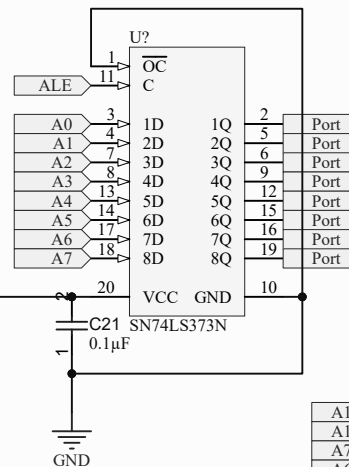 U?
1 OC
ALE 11 C
A0 3 1D 1Q 2 Port
A1 4 2D 2Q 5 Port
A2 7 3D 3Q 6 Port
A3 8 4D 4Q 9 Port
A4 13 5D 5Q 12 Port
A5 14 6D 6Q 15 Port
A6 17 7D 7Q 16 Port
A7 18 8D 8Q 19 Port
20 VCC GND 10
2
C21 SN74LS373N
0.1µF
1
GND
A1
A1
A7